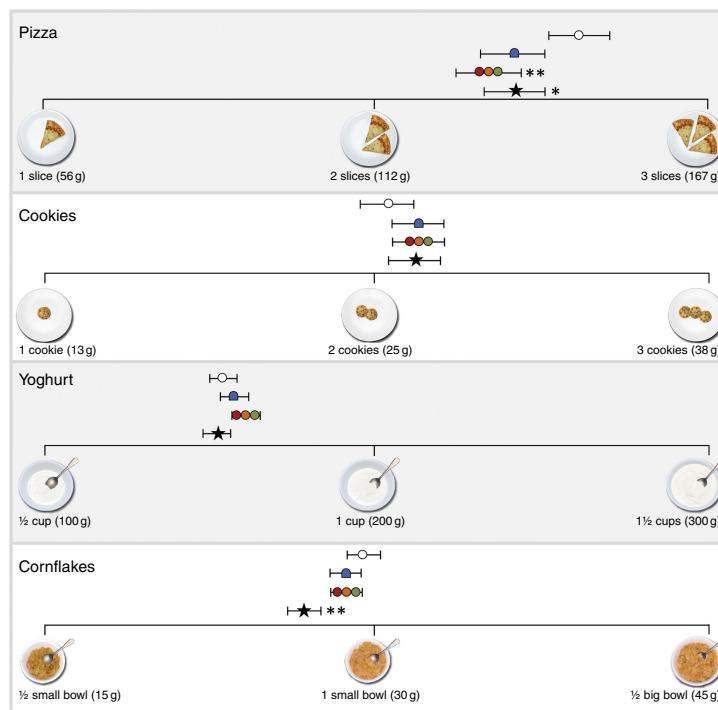 Pizza
**
*
1 slice (56 g)
2 slices (112 g)
3 slices (167 g)
Cookies
1 cookie (13 g)
2 cookies (25 g)
3 cookies (38 g)
Yoghurt
½ cup (100 g)
1 cup (200 g)
1½ cups (300 g)
Cornflakes
**
½ small bowl (15 g)
1 small bowl (30 g)
½ big bowl (45 g)